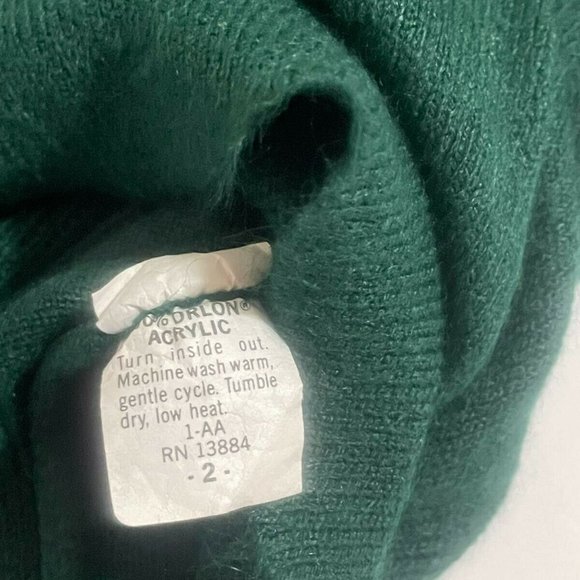 0% ORLON®
ACRYLIC
Turn inside out.
Machine wash warm,
gentle cycle. Tumble
dry, low heat.
1-AA
RN 13884
- 2 -